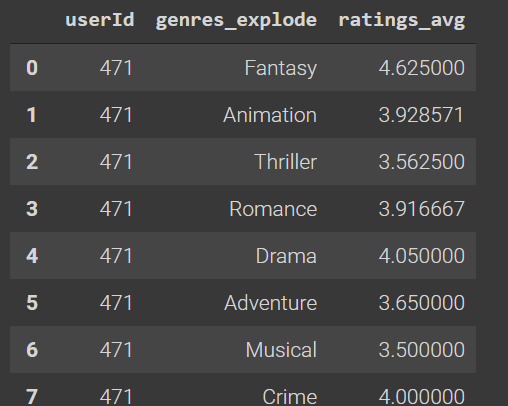 userId genres_explode ratings_avg
0 471 Fantasy 4.625000
1 471 Animation 3.928571
2 471 Thriller 3.562500
3 471 Romance 3.916667
4 471 Drama 4.050000
5 471 Adventure 3.650000
6 471 Musical 3.500000
7 471 Crime 4.000000